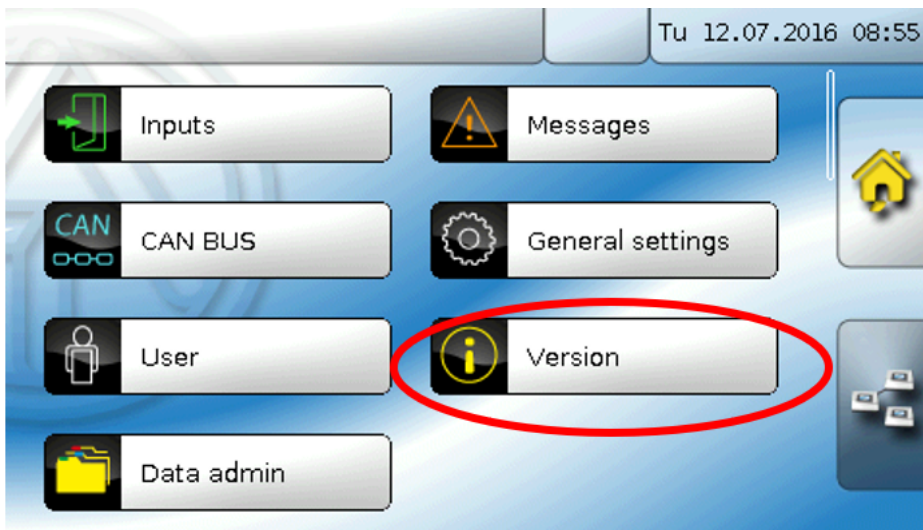 Tu 12.07.2016 08:55
Inputs
Messages
CAN
CAN BUS
General settings
User
i
Version
Data admin